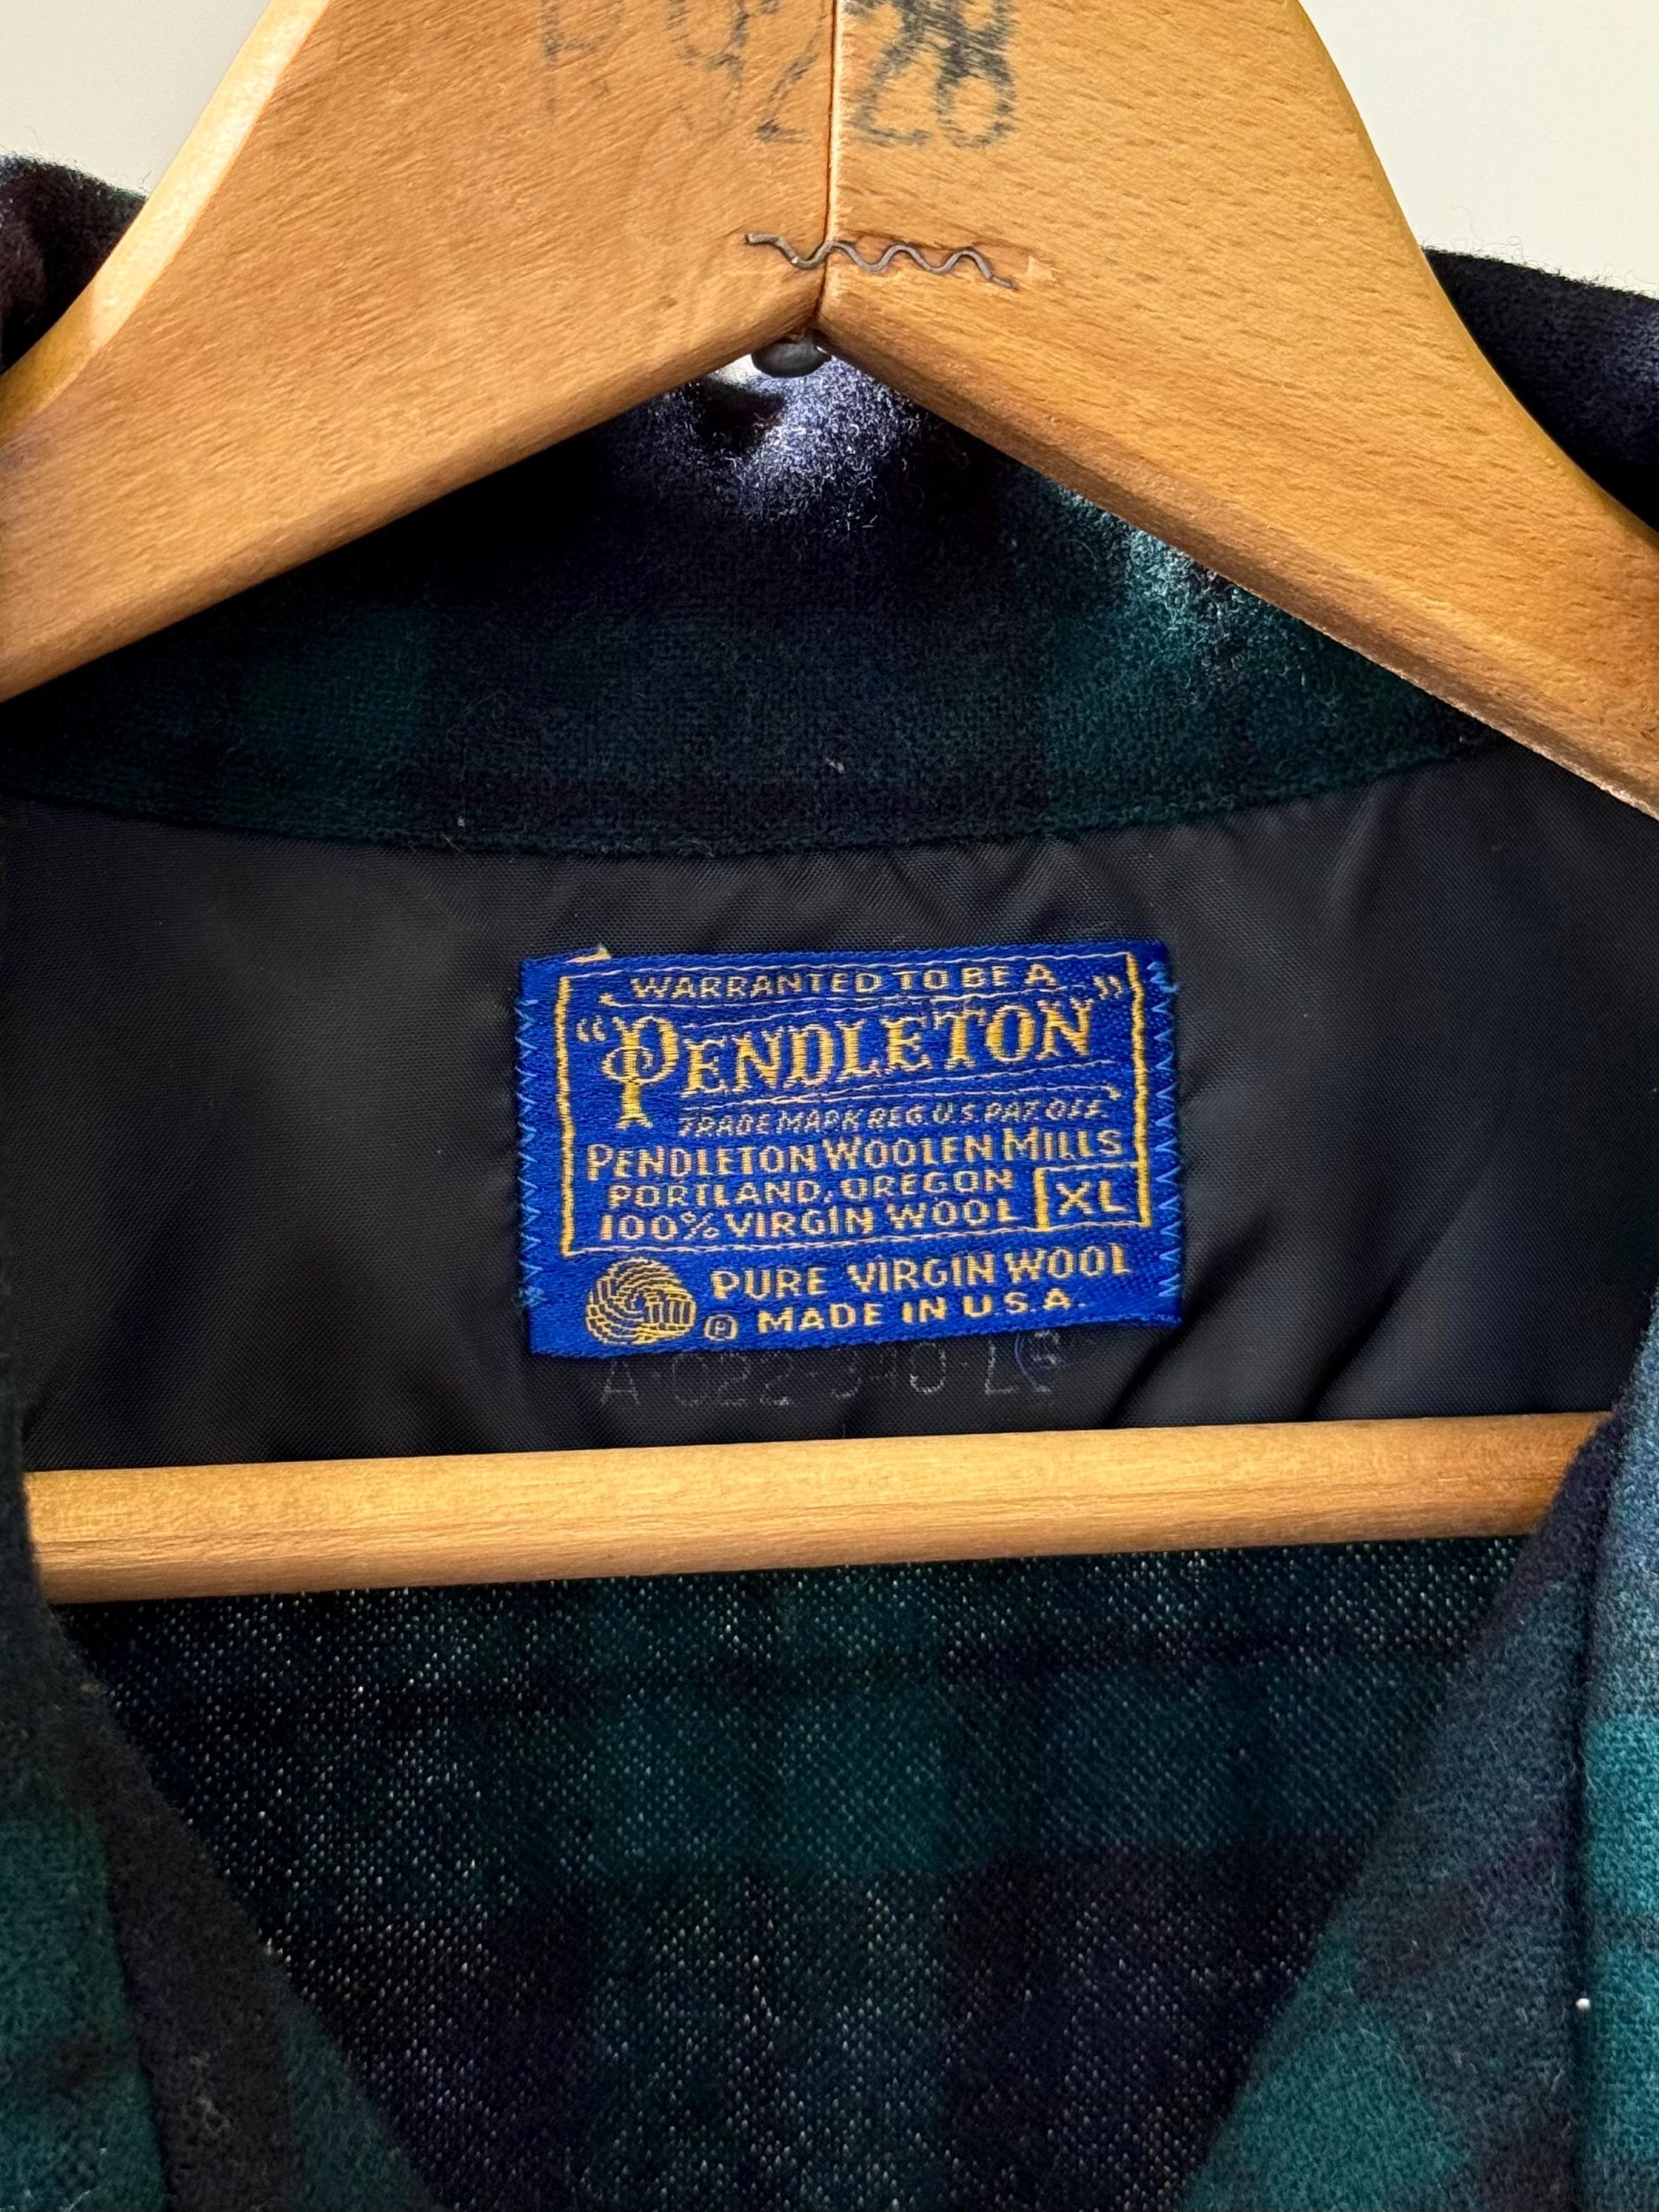 WARRANTED TO BE A
"PENDLETON"
TRADE MARK REG. U.S. PAT. OFF.
PENDLETON WOOLEN MILLS
PORTLAND, OREGON
100% VIRGIN WOOL XL
PURE VIRGIN WOOL
® MADE IN U.S.A.